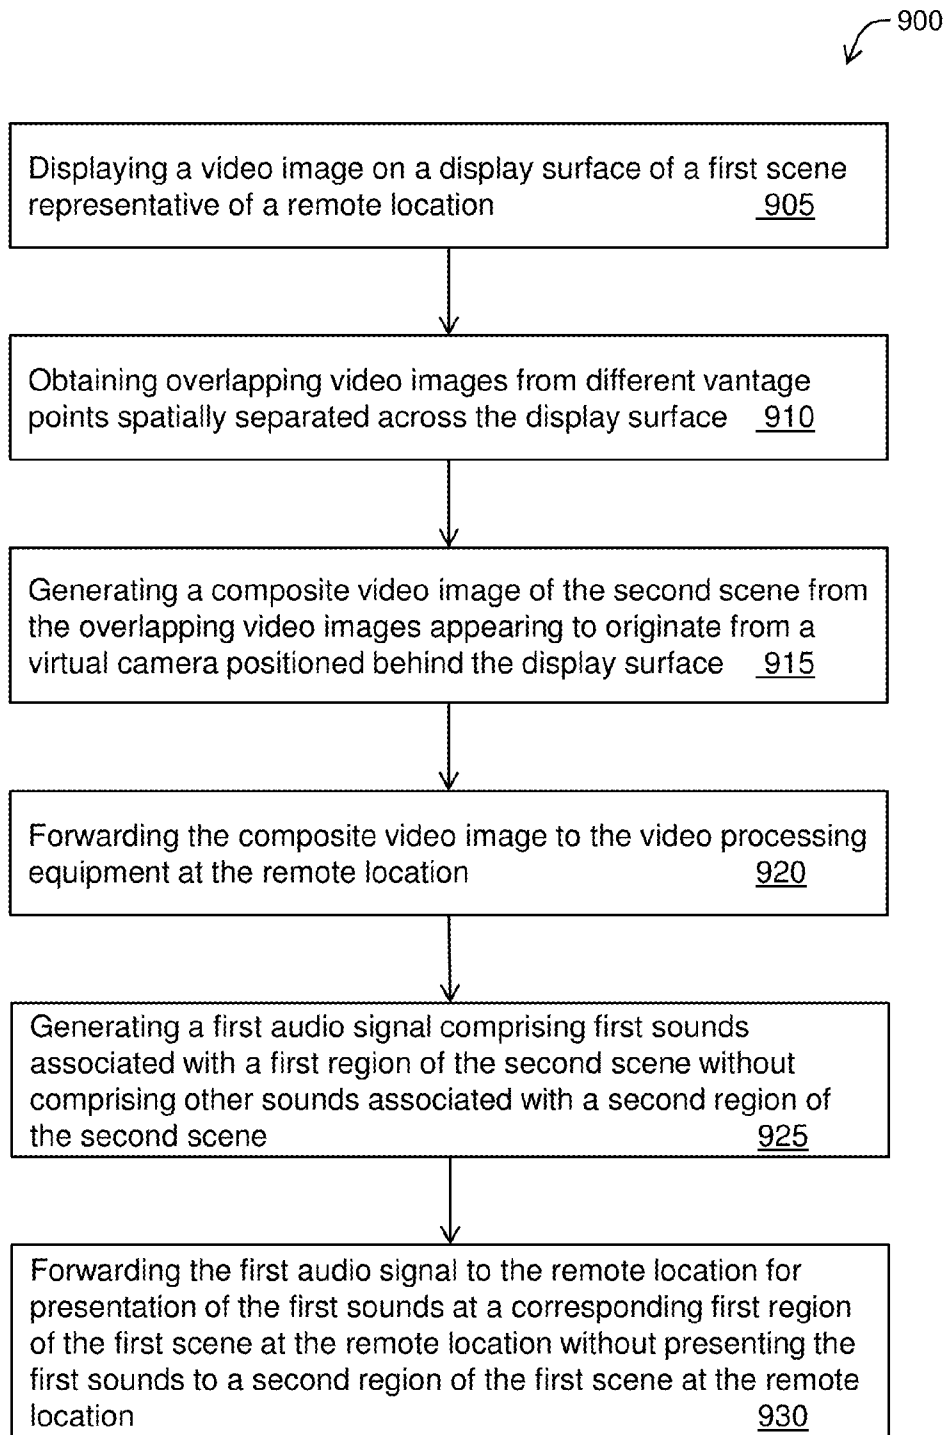 900
Displaying a video image on a display surface of a first scene
representative of a remote location 905
Obtaining overlapping video images from different vantage
points spatially separated across the display surface 910
Generating a composite video image of the second scene from
the overlapping video images appearing to originate from a
virtual camera positioned behind the display surface 915
Forwarding the composite video image to the video processing
equipment at the remote location 920
Generating a first audio signal comprising first sounds
associated with a first region of the second scene without
comprising other sounds associated with a second region of
the second scene 925
Forwarding the first audio signal to the remote location for
presentation of the first sounds at a corresponding first region
of the first scene at the remote location without presenting the
first sounds to a second region of the first scene at the remote
location 930